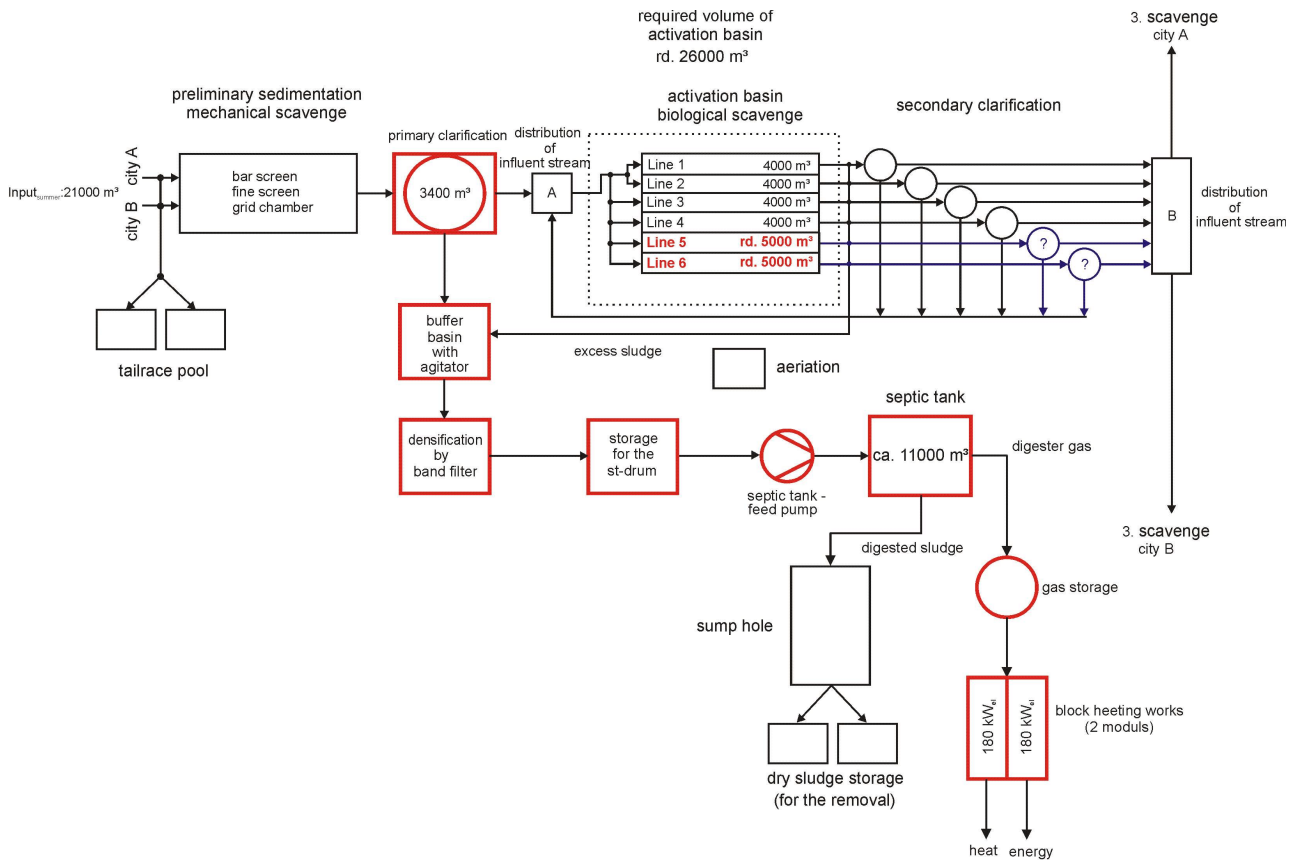 required volume of
activation basin
rd. 26000 m³
3. scavenge
city A
preliminary sedimentation
mechanical scavenge
activation basin
biological scavenge
secondary clarification
primary clarification
distribution
of
influent stream
city A
Input summer:21000 m³
city B
bar screen
fine screen
grid chamber
3400 m³
A
Line 1 4000 m³
Line 2 4000 m³
Line 3 4000 m³
Line 4 4000 m³
Line 5 rd. 5000 m³
Line 6 rd. 5000 m³
?
?
B
distribution
of
influent stream
tailrace pool
buffer
basin
with
agitator
excess sludge
aeriation
septic tank
densification
by
band filter
storage
for the
st-drum
septic tank -
feed pump
ca. 11000 m³
digester gas
digested sludge
3. scavenge
city B
gas storage
sump hole
180 kWel
180 kWel
block heeting works
(2 moduls)
dry sludge storage
(for the removal)
heat
energy